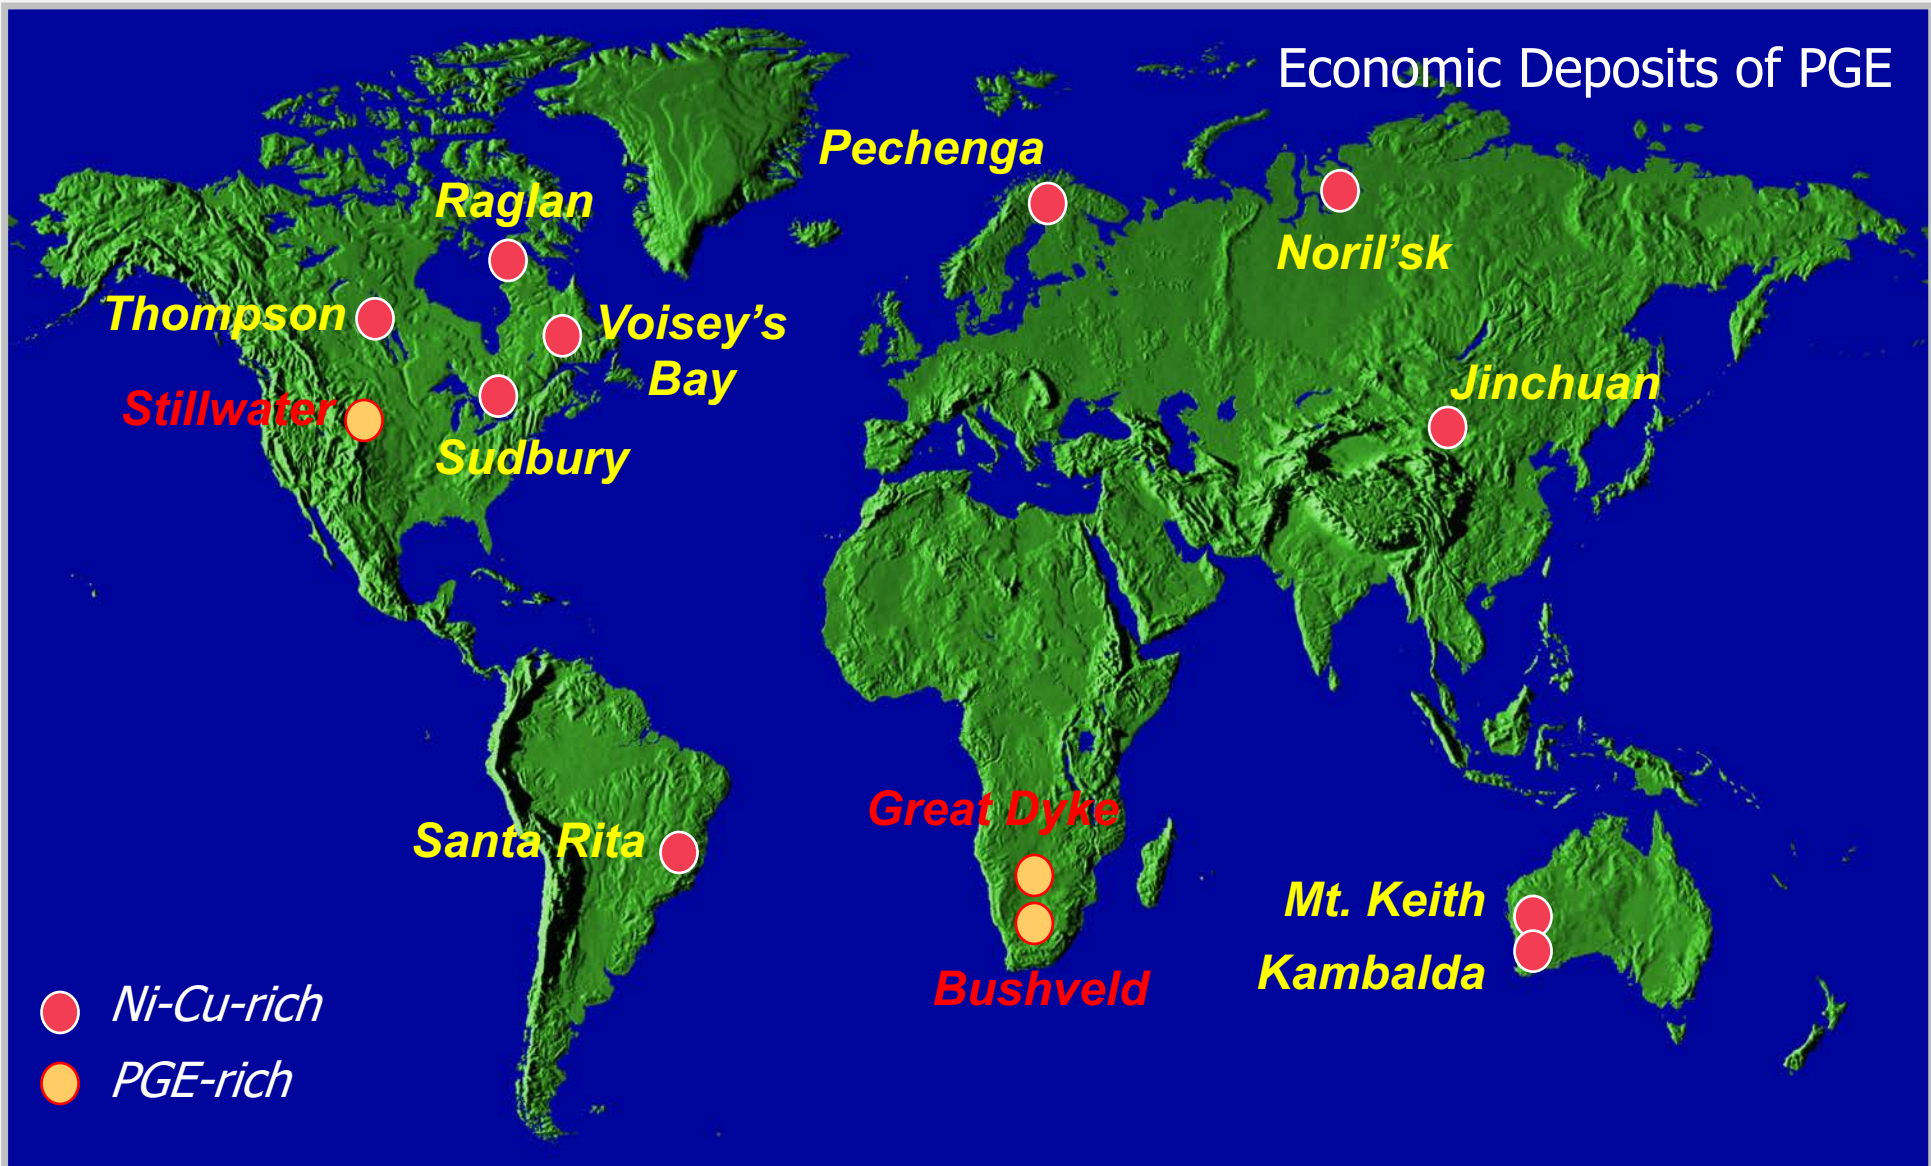 Economic Deposits of PGE
Pechenga
Raglan
Noril’sk
Thompson
Voisey’s
Bay
Jinchuan
Stillwater
Sudbury
Great Dyke
Santa Rita
Mt. Keith
Kambalda
Bushveld
Ni-Cu-rich
PGE-rich